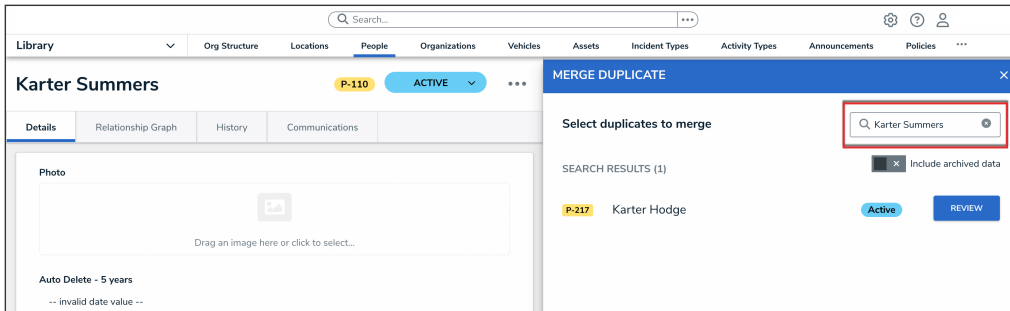 Search...
Library
Org Structure
Locations
People
Organizations
Vehicles
Assets
Incident Types
Activity Types
Announcements
Policies
Karter Summers
P-110
ACTIVE
MERGE DUPLICATE
Details
Relationship Graph
History
Communications
Select duplicates to merge
Karter Summers
SEARCH RESULTS (1)
Include archived data
Photo
P-217
Karter Hodge
Active
REVIEW
Drag an image here or click to select...
Auto Delete - 5 years
-- invalid date value --